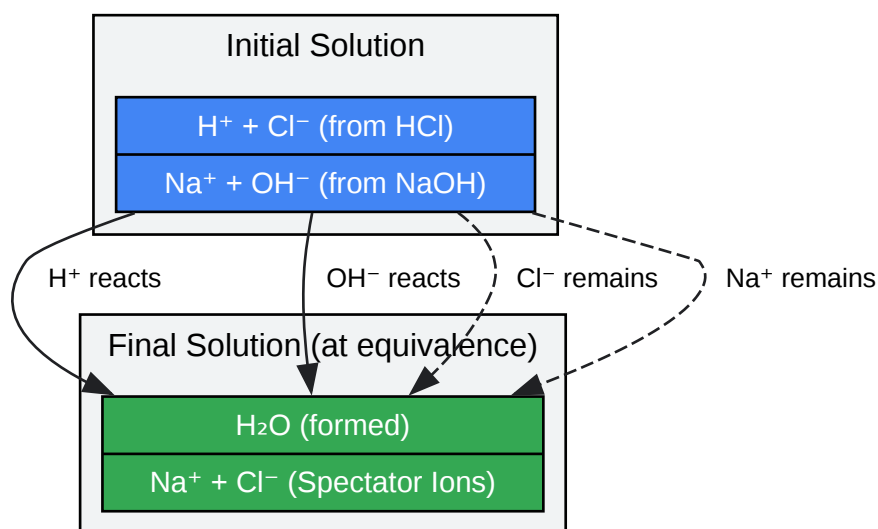 Initial Solution
H⁺ + Cl⁻ (from HCl)
Na⁺ + OH⁻ (from NaOH)
H⁺ reacts
OH⁻ reacts
Cl⁻ remains
Na⁺ remains
Final Solution (at equivalence)
H₂O (formed)
Na⁺ + Cl⁻ (Spectator Ions)